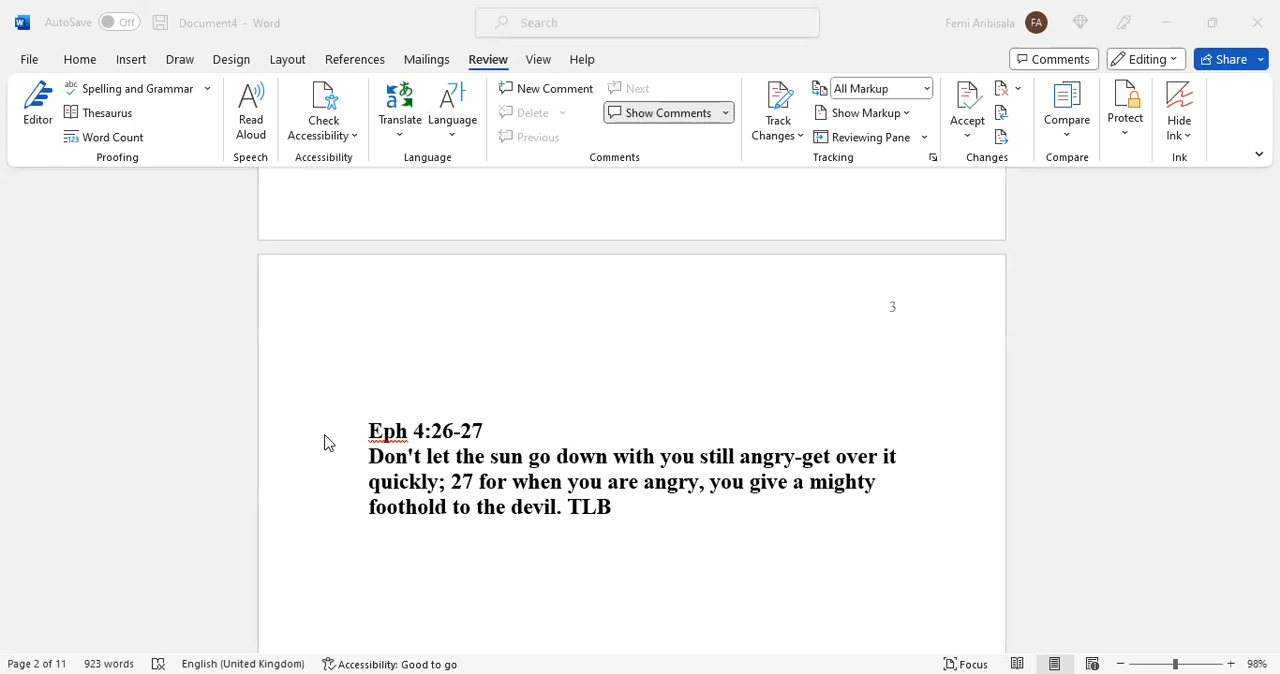 AutoSave Off Document4 - Word Search Femi Aribisala FA
File Home Insert Draw Design Layout References Mailings Review View Help Comments Editing Share
Editor
abc Spelling and Grammar
Thesaurus
123 Word Count
Proofing
Read Aloud
Speech
Check Accessibility
Accessibility
Translate
Language
Language
New Comment
Delete
Previous
Next
Show Comments
Comments
Track Changes
All Markup
Show Markup
Reviewing Pane
Tracking
Accept
Changes
Compare
Compare
Protect
Hide Ink
Ink
3
Eph 4:26-27
Don't let the sun go down with you still angry-get over it
quickly; 27 for when you are angry, you give a mighty
foothold to the devil. TLB
Page 2 of 11 923 words English (United Kingdom) Accessibility: Good to go Focus 98%